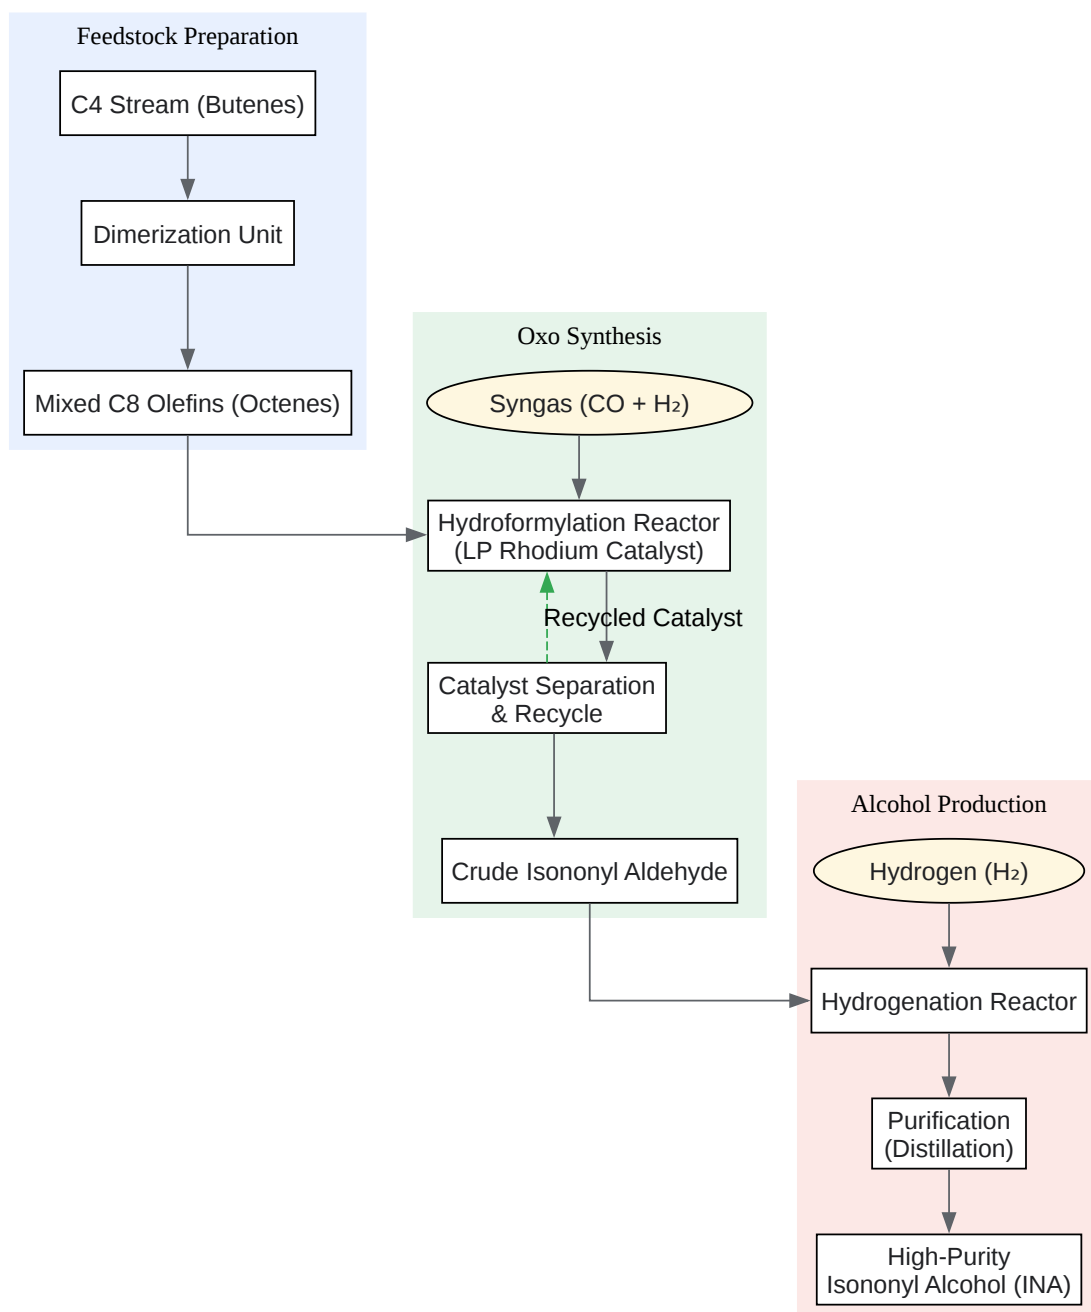 Feedstock Preparation
C4 Stream (Butenes)
Dimerization Unit
Mixed C8 Olefins (Octenes)
Oxo Synthesis
Syngas (CO + H₂)
Hydroformylation Reactor
(LP Rhodium Catalyst)
Recycled Catalyst
Catalyst Separation
& Recycle
Crude Isononyl Aldehyde
Alcohol Production
Hydrogen (H₂)
Hydrogenation Reactor
Purification
(Distillation)
High-Purity
Isononyl Alcohol (INA)